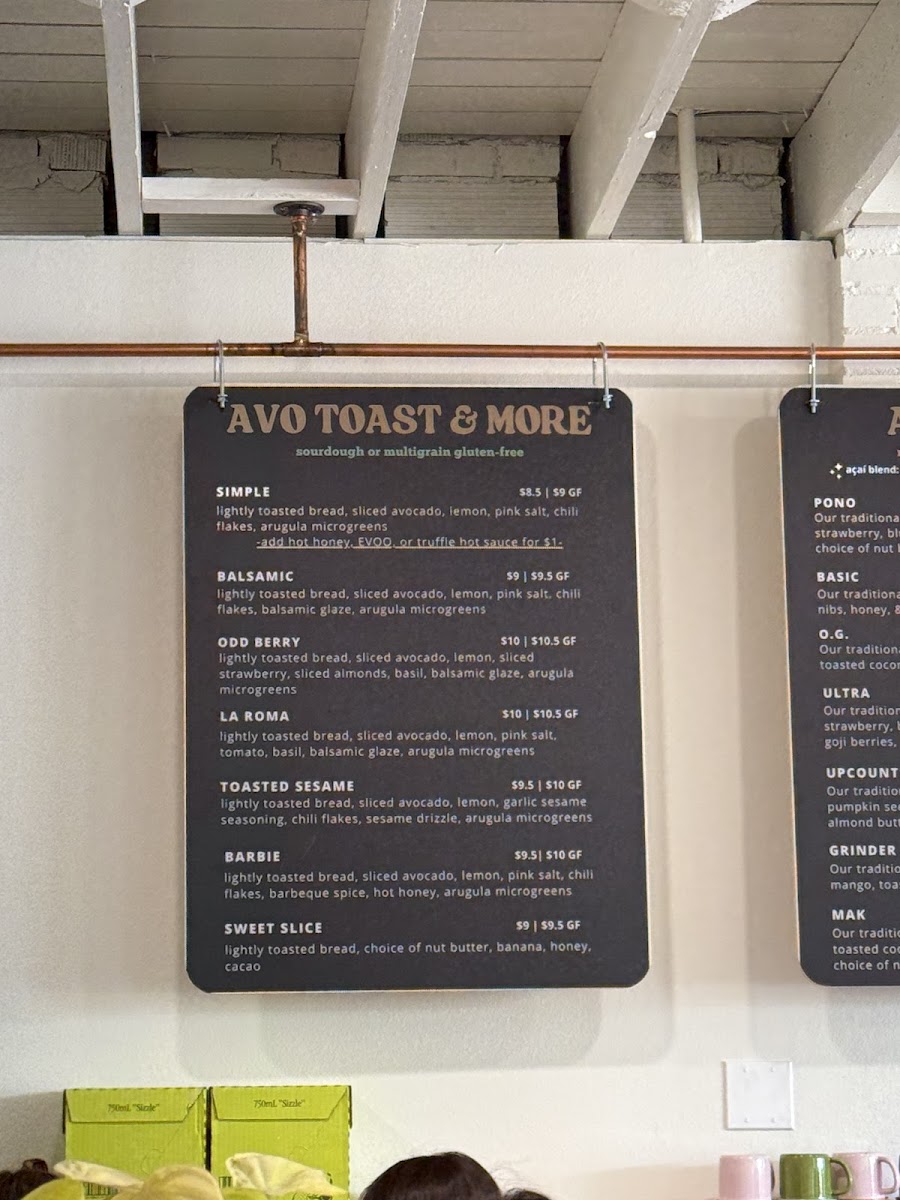 AVO TOAST & MORE
sourdough or multigrain gluten-free
SIMPLE $8.5 | $9 GF
lightly toasted bread, sliced avocado, lemon, pink salt, chili
flakes, arugula microgreens
-add hot honey, EVOO, or truffle hot sauce for $1-
BALSAMIC $9 | $9.5 GF
lightly toasted bread, sliced avocado, lemon, pink salt, chili
flakes, balsamic glaze, arugula microgreens
ODD BERRY $10 | $10.5 GF
lightly toasted bread, sliced avocado, lemon, sliced
strawberry, sliced almonds, basil, balsamic glaze, arugula
microgreens
LA ROMA $10 | $10.5 GF
lightly toasted bread, sliced avocado, lemon, pink salt,
tomato, basil, balsamic glaze, arugula microgreens
TOASTED SESAME $9.5 | $10 GF
lightly toasted bread, sliced avocado, lemon, garlic sesame
seasoning, chili flakes, sesame drizzle, arugula microgreens
BARBIE $9.5| $10 GF
lightly toasted bread, sliced avocado, lemon, pink salt, chili
flakes, barbeque spice, hot honey, arugula microgreens
SWEET SLICE $9 | $9.5 GF
lightly toasted bread, choice of nut butter, banana, honey,
cacao
açaí blend:
PONO
Our traditiona
strawberry, bl
choice of nut
BASIC
Our traditiona
nibs, honey, &
O.G.
Our tradition
toasted coco
ULTRA
Our tradition
strawberry,
goji berries,
UPCOUNT
Our traditio
pumpkin se
almond but
GRINDER
Our traditio
mango, toa
MAK
Our traditi
toasted co
choice of n
750mL "Sizzle"
750mL "Sizzle"